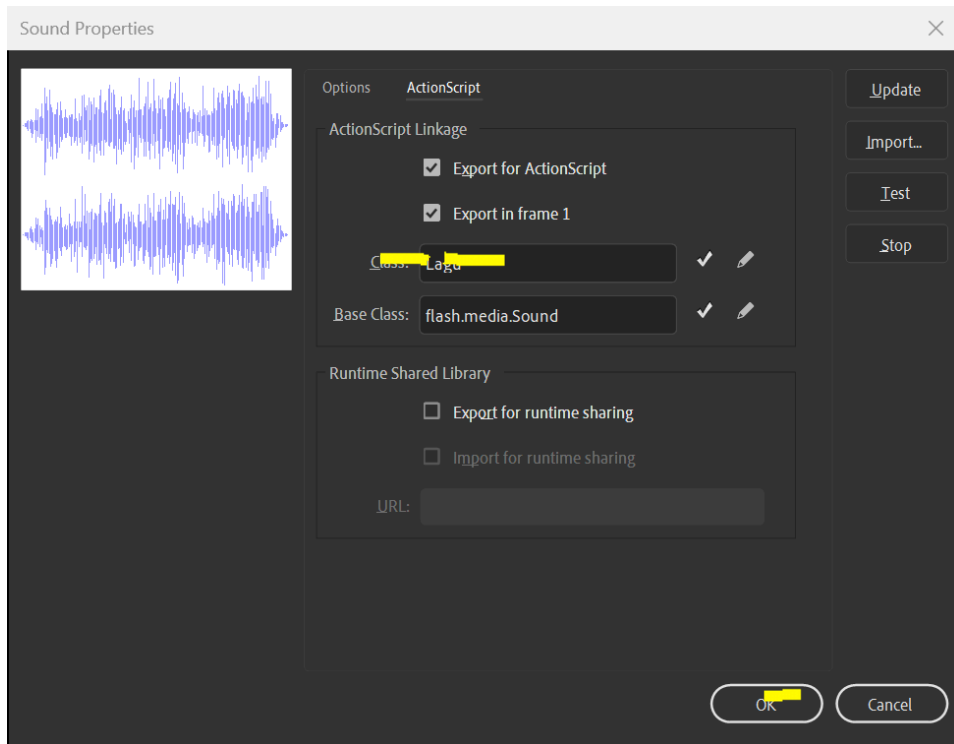 Sound Properties
Options ActionScript Update
ActionScript Linkage
Import...
Export for ActionScript
Test
Export in frame 1
Stop
Class: Lagu
Base Class: flash.media.Sound
Runtime Shared Library
Export for runtime sharing
Import for runtime sharing
URL:
OK Cancel